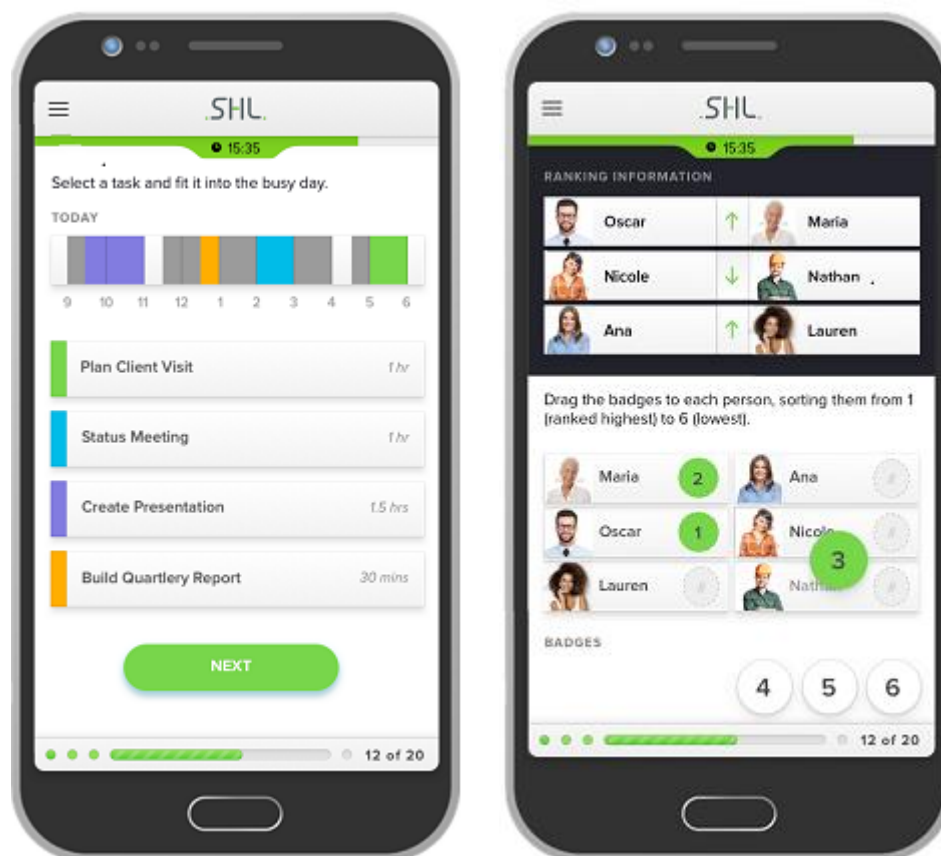 .SHL.
15:35
Select a task and fit it into the busy day.
TODAY
9 10 11 12 1 2 3 4 5 6
Plan Client Visit 1 hr
Status Meeting 1 hr
Create Presentation 1.5 hrs
Build Quartlery Report 30 mins
NEXT
12 of 20
.SHL.
15:35
RANKING INFORMATION
Oscar ↑ Maria
Nicole ↓ Nathan
Ana ↑ Lauren
Drag the badges to each person, sorting them from 1
(ranked highest) to 6 (lowest).
Maria 2 Ana #
Oscar 1 Nicole #
3
Lauren # Nathan #
BADGES
4 5 6
12 of 20